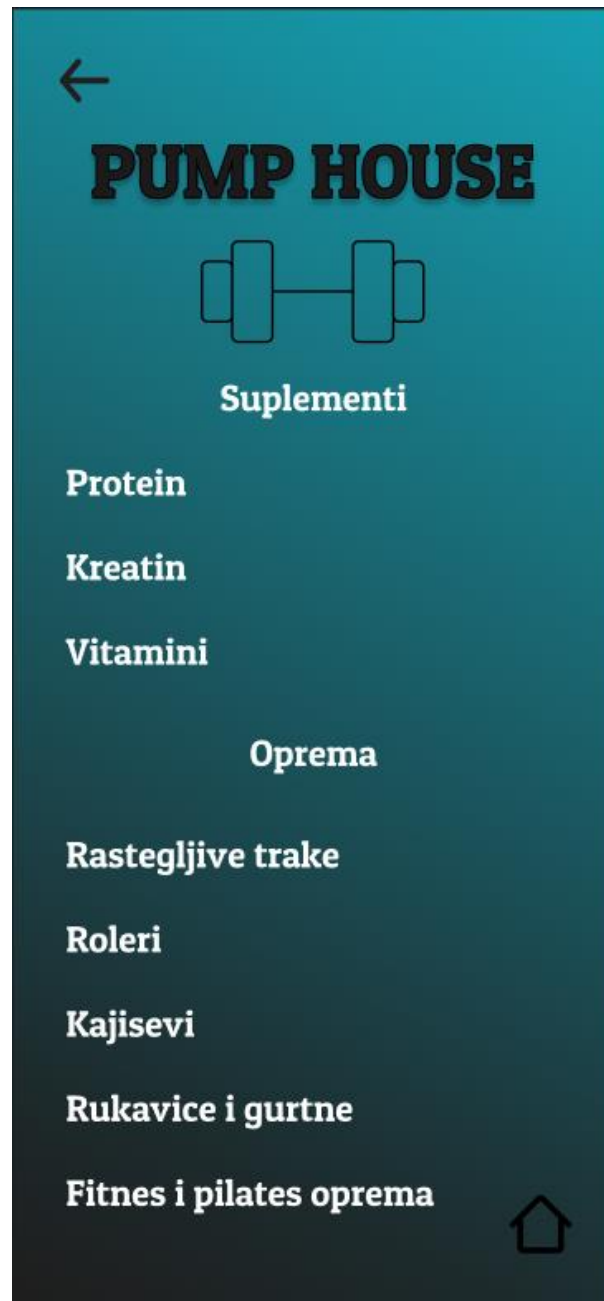 PUMP HOUSE
Suplementi
Protein
Kreatin
Vitamini
Oprema
Rastegljive trake
Roleri
Kajisevi
Rukavice i gurtne
Fitnes i pilates oprema